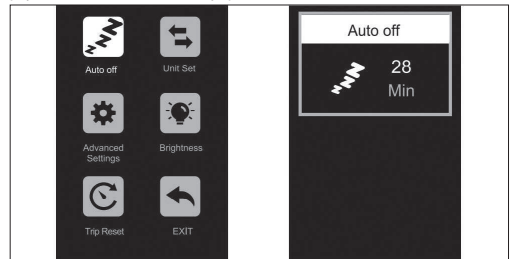 Auto off
Unit Set
Advanced
Settings
Brightness
Trip Reset
EXIT
Auto off
28
Min